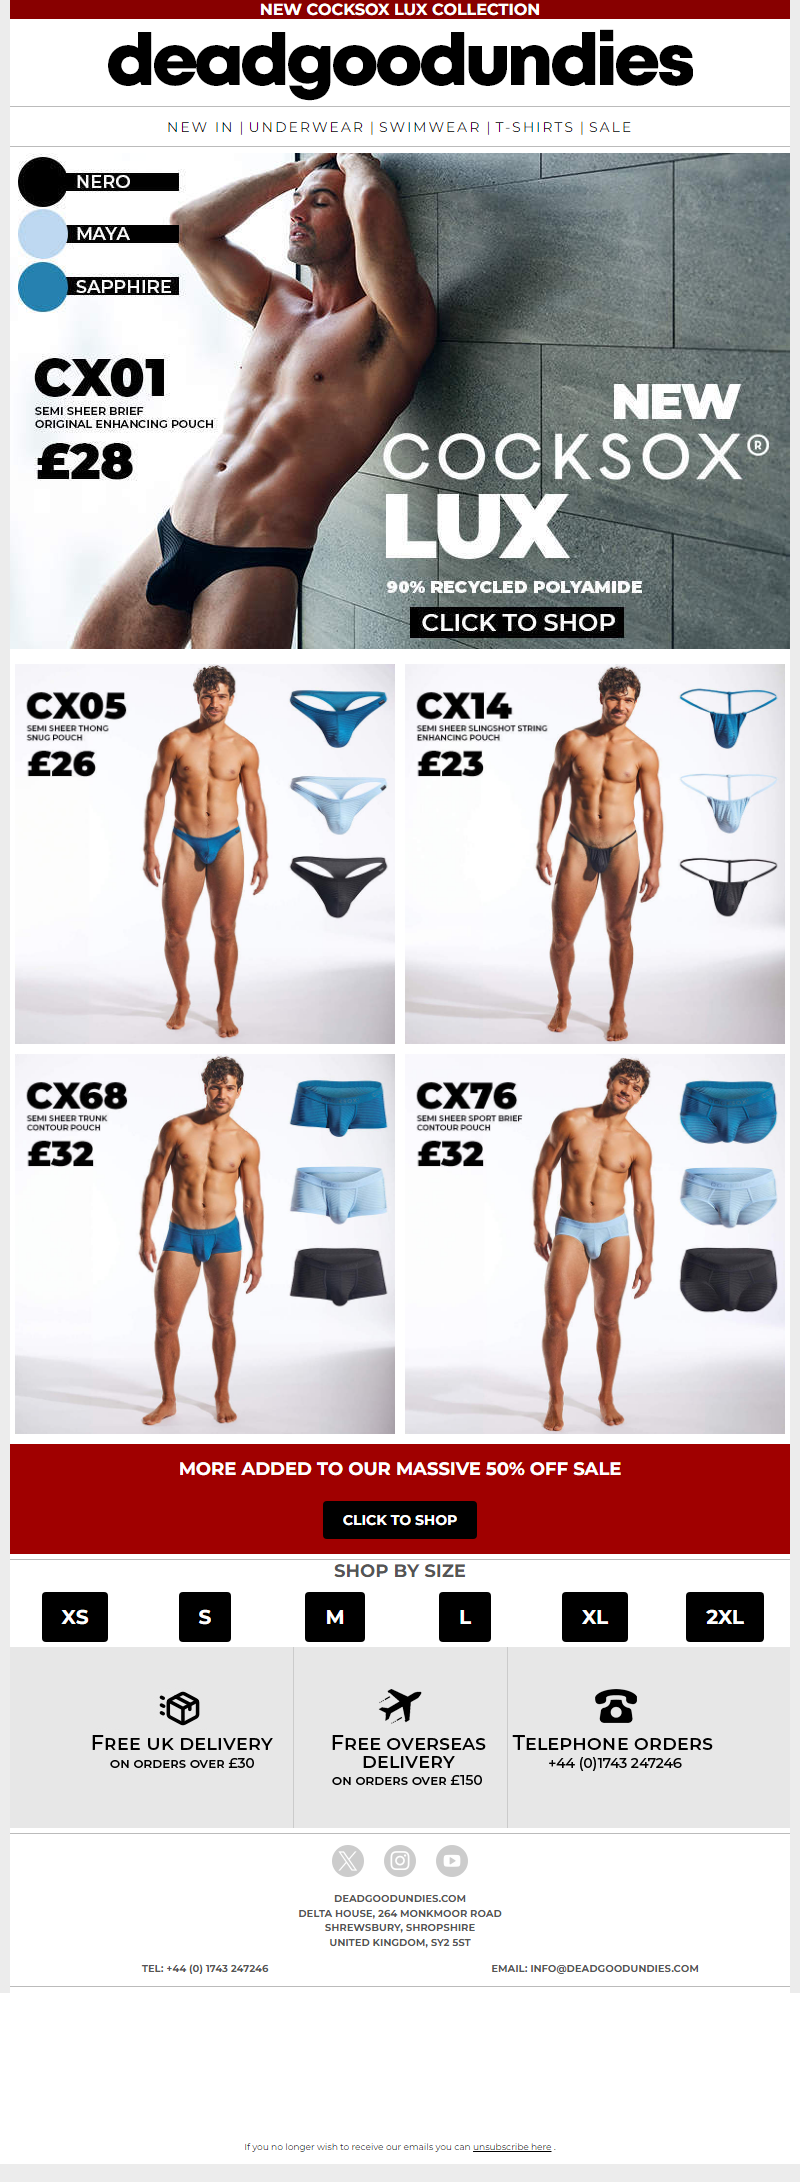 NEW COCKSOX LUX COLLECTION
deadgoodundies
NEW IN | UNDERWEAR | SWIMWEAR | T-SHIRTS | SALE
NERO
MAYA
SAPPHIRE
CX01
SEMI SHEER BRIEF
ORIGINAL ENHANCING POUCH
£28
NEW
COCKSOX®
LUX
90% RECYCLED POLYAMIDE
CLICK TO SHOP
CX05
SEMI SHEER THONG
SNUG POUCH
£26
CX14
SEMI SHEER SLINGSHOT STRING
ENHANCING POUCH
£23
CX68
SEMI SHEER TRUNK
CONTOUR POUCH
£32
CX76
SEMI SHEER SPORT BRIEF
CONTOUR POUCH
£32
MORE ADDED TO OUR MASSIVE 50% OFF SALE
CLICK TO SHOP
SHOP BY SIZE
XS S M L XL 2XL
FREE UK DELIVERY
ON ORDERS OVER £30
FREE OVERSEAS
DELIVERY
ON ORDERS OVER £150
TELEPHONE ORDERS
+44 (0)1743 247246
DEADGOODUNDIES.COM
DELTA HOUSE, 264 MONKMOOR ROAD
SHREWSBURY, SHROPSHIRE
UNITED KINGDOM, SY2 5ST
TEL: +44 (0) 1743 247246
EMAIL: INFO@DEADGOODUNDIES.COM
If you no longer wish to receive our emails you can unsubscribe here .